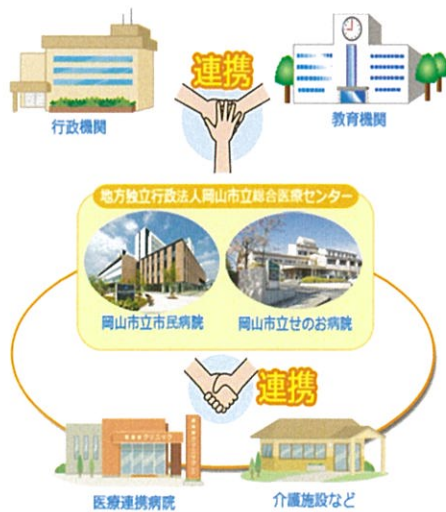 連携
行政機関
教育機関
地方独立行政法人岡山市立総合医療センター
岡山市立市民病院
岡山市立せのお病院
連携
医療連携病院
介護施設など